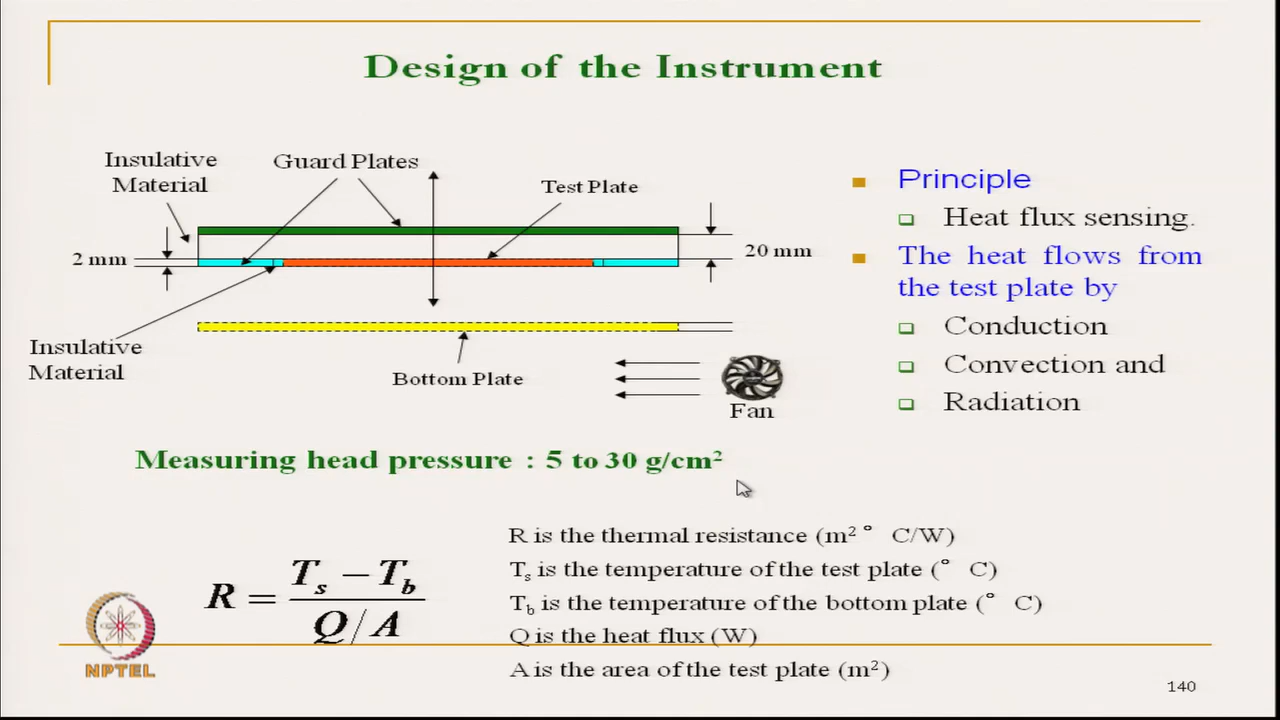 Design of the Instrument
Insulative
Material
Guard Plates
Test Plate
2 mm
20 mm
Insulative
Material
Bottom Plate
Fan
Principle
Heat flux sensing.
The heat flows from
the test plate by
Conduction
Convection and
Radiation
Measuring head pressure : 5 to 30 g/cm²
R = Ts − Tb / Q/A
R is the thermal resistance (m² ° C/W)
Ts is the temperature of the test plate (° C)
Tb is the temperature of the bottom plate (° C)
Q is the heat flux (W)
A is the area of the test plate (m²)
NPTEL
140